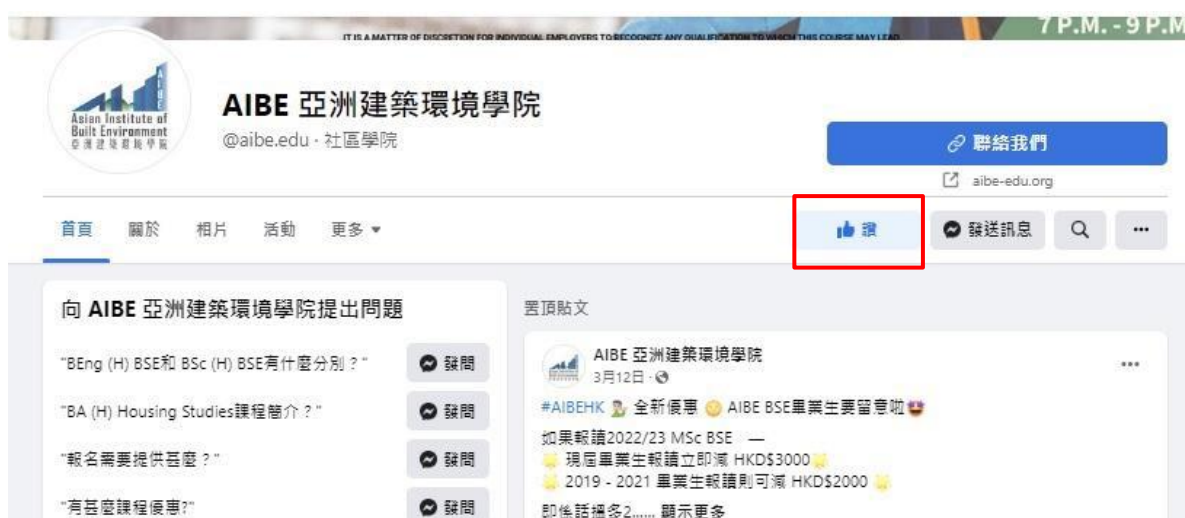 IT IS A MATTER OF DISCRETION FOR INDIVIDUAL EMPLOYERS TO RECOGNIZE ANY QUALIFICATION TO WHICH THIS COURSE MAY LEAD
7 P.M. - 9 P.M
AIBE
Asian Institute of
Built Environment
亞洲建築環境學院
AIBE 亞洲建築環境學院
@aibe.edu · 社區學院
聯絡我們
aibe-edu.org
首頁 關於 相片 活動 更多
讚 發送訊息
向 AIBE 亞洲建築環境學院提出問題
"BEng (H) BSE和 BSc (H) BSE有什麼分別？" 發問
"BA (H) Housing Studies課程簡介？" 發問
"報名需要提供甚麼？" 發問
"有甚麼課程優惠?" 發問
置頂貼文
AIBE 亞洲建築環境學院
3月12日 ·
#AIBEHK 全新優惠 AIBE BSE畢業生要留意啦
如果報讀2022/23 MSc BSE —
現屆畢業生報讀立即減 HKD$3000
2019 - 2021 畢業生報讀則可減 HKD$2000
即係話搵多2...... 顯示更多